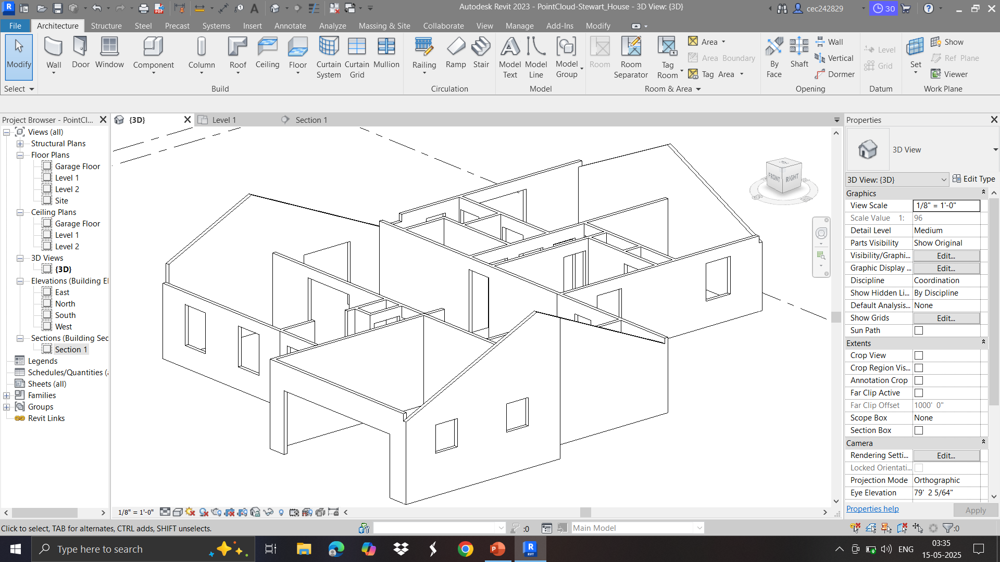 Autodesk Revit 2023 - PointCloud-Stewart_House - 3D View: {3D}
cec242829
30
File
Architecture
Structure
Steel
Precast
Systems
Insert
Annotate
Analyze
Massing & Site
Collaborate
View
Manage
Add-Ins
Modify
Modify
Wall
Door
Window
Component
Column
Roof
Ceiling
Floor
Curtain
System
Curtain
Grid
Mullion
Railing
Ramp
Stair
Model
Text
Model
Line
Model
Group
Room
Room
Separator
Tag
Room
Area
Area Boundary
Tag Area
By
Face
Shaft
Wall
Vertical
Dormer
Level
Grid
Set
Show
Ref Plane
Viewer
Select
Build
Circulation
Model
Room & Area
Opening
Datum
Work Plane
Project Browser - PointCl...
{3D}
Level 1
Section 1
Properties
Views (all)
Structural Plans
Floor Plans
Garage Floor
Level 1
Level 2
Site
Ceiling Plans
Garage Floor
Level 1
Level 2
3D Views
{3D}
Elevations (Building El
East
North
South
West
Sections (Building Sec
Section 1
Legends
Schedules/Quantities (a
Sheets (all)
Families
Groups
Revit Links
FRONT
RIGHT
3D View
3D View: {3D}
Edit Type
Graphics
View Scale 1/8" = 1'-0"
Scale Value 1: 96
Detail Level Medium
Parts Visibility Show Original
Visibility/Graphi... Edit...
Graphic Display ... Edit...
Discipline Coordination
Show Hidden Li... By Discipline
Default Analysis... None
Show Grids Edit...
Sun Path
Extents
Crop View
Crop Region Vis...
Annotation Crop
Far Clip Active
Far Clip Offset 1000' 0"
Scope Box None
Section Box
Camera
Rendering Setti... Edit...
Locked Orientati...
Projection Mode Orthographic
Eye Elevation 79' 2 5/64"
Properties help
Apply
1/8" = 1'-0"
Click to select, TAB for alternates, CTRL adds, SHIFT unselects.
:0
Main Model
:0
Type here to search
ENG
03:35
15-05-2025